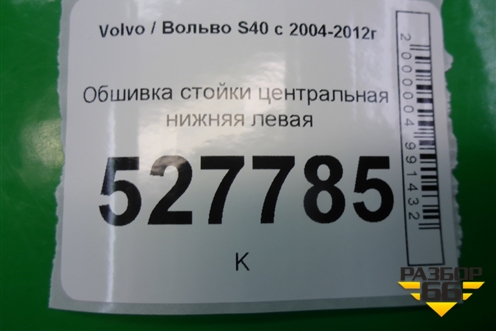 Volvo / Вольво S40 с 2004-2012г
Обшивка стойки центральная
нижняя левая
527785
К
2000004991432
РАЗБОР
66